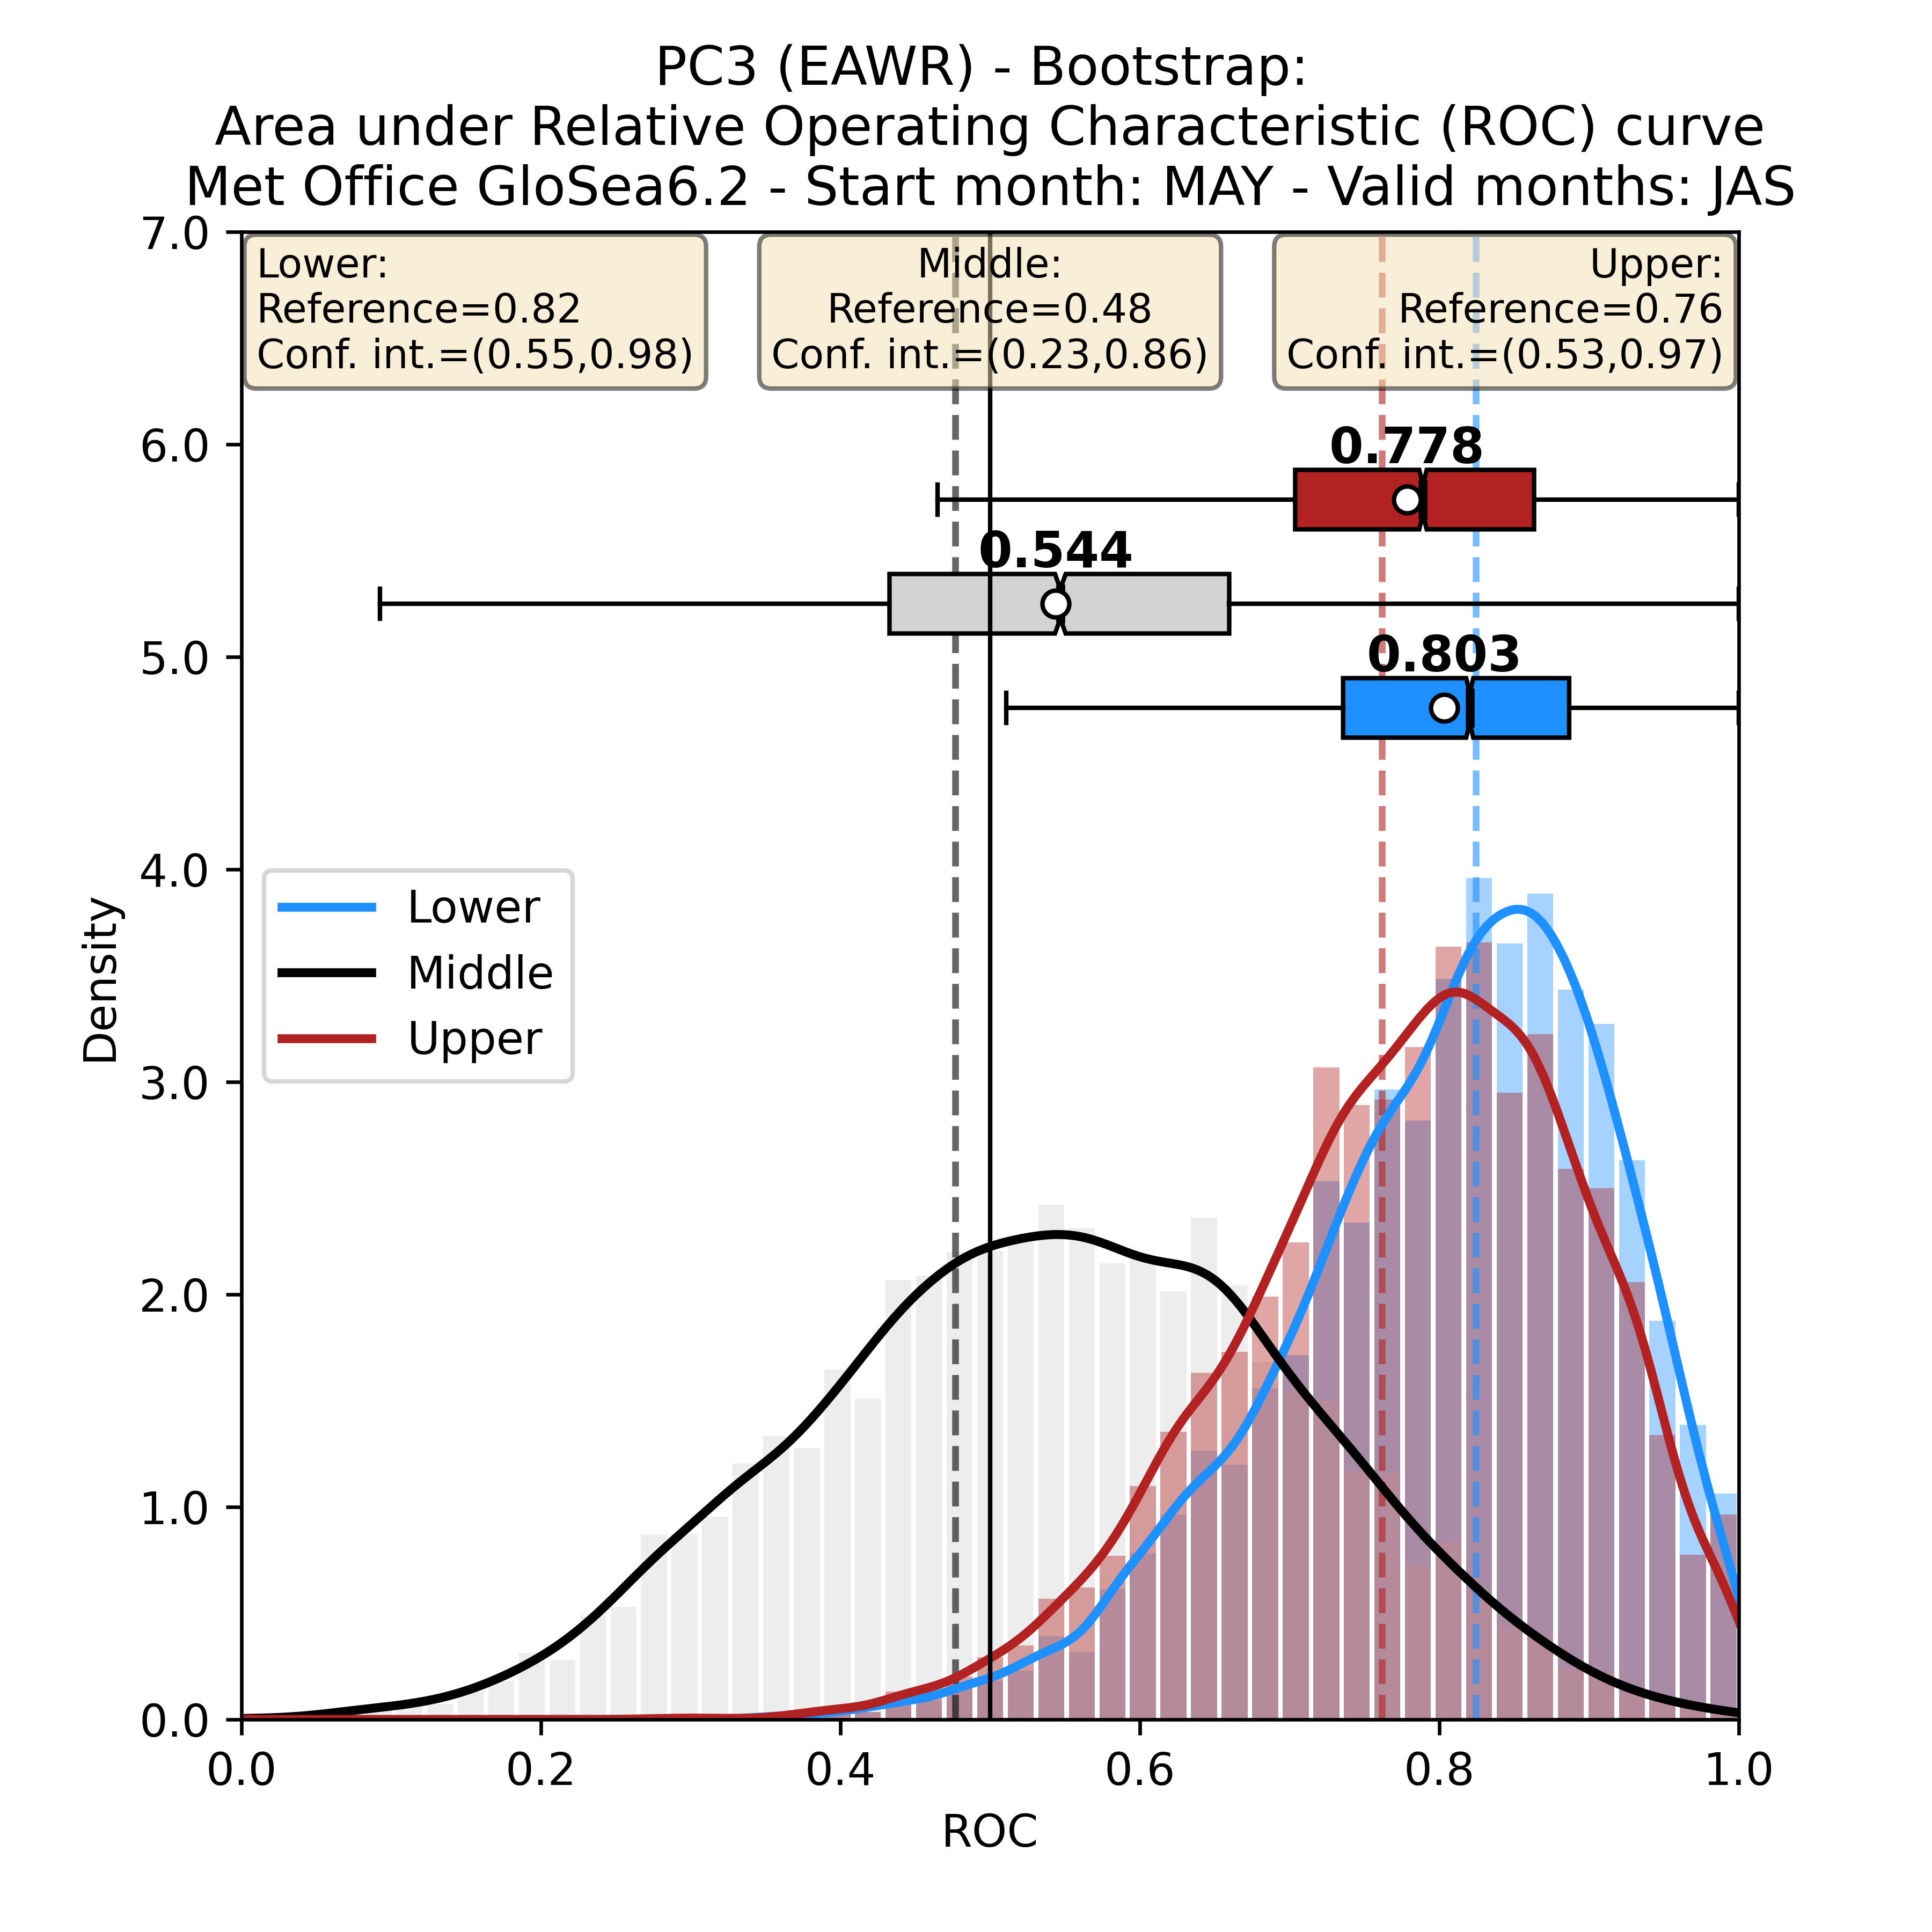 PC3 (EAWR) - Bootstrap:
Area under Relative Operating Characteristic (ROC) curve
Met Office GloSea6.2 - Start month: MAY - Valid months: JAS
7.0
Lower:
Reference=0.82
Conf. int.=(0.55,0.98)
Middle:
Reference=0.48
Conf. int.=(0.23,0.86)
Upper:
Reference=0.76
Conf. int.=(0.53,0.97)
6.0
0.778
0.544
5.0
0.803
4.0
Lower
Middle
Upper
Density
3.0
2.0
1.0
0.0
0.0
0.2
0.4
0.6
0.8
1.0
ROC